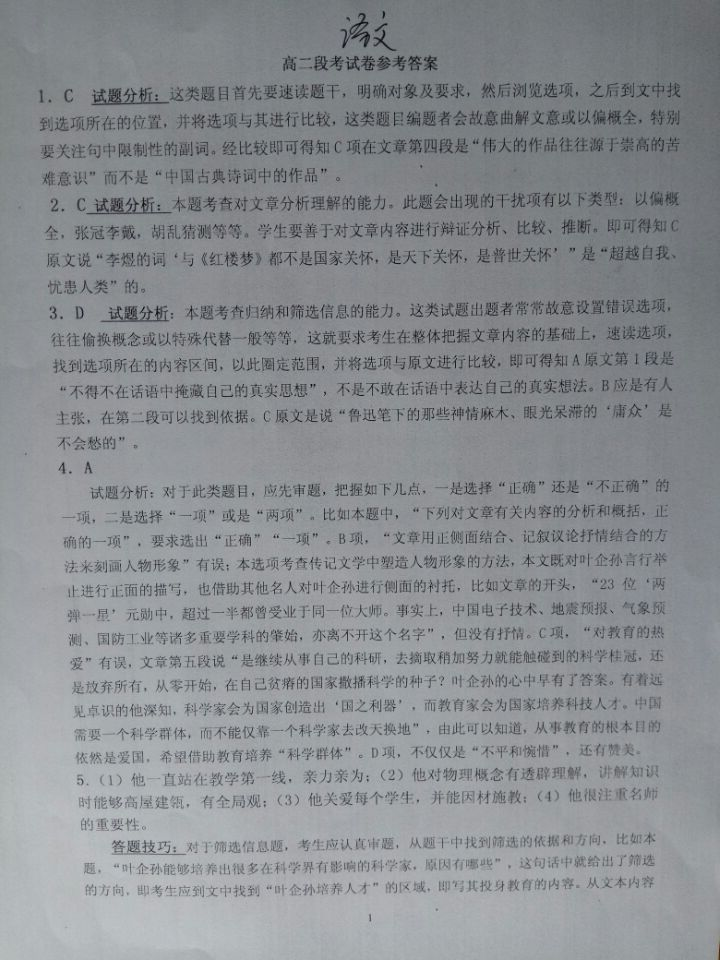 语文
高二段考试卷参考答案
1．C 试题分析：这类题目首先要速读题干，明确对象及要求，然后浏览选项，之后到文中找
到选项所在的位置，并将选项与其进行比较，这类题目编题者会故意曲解文意或以偏概全，特别
要关注句中限制性的副词。经比较即可得知 C 项在文章第四段是“伟大的作品往往源于崇高的苦
难意识”而不是“中国古典诗词中的作品”。
2．C 试题分析：本题考查对文章分析理解的能力。此题会出现的干扰项有以下类型：以偏概
全，张冠李戴，胡乱猜测等等。学生要善于对文章内容进行辩证分析、比较、推断。即可得知 C
原文说“李煜的词‘与《红楼梦》都不是国家关怀，是天下关怀，是普世关怀’”是“超越自我、
忧患人类”的。
3．D 试题分析：本题考查归纳和筛选信息的能力。这类试题出题者常常故意设置错误选项，
往往偷换概念或以特殊代替一般等等，这就要求考生在整体把握文章内容的基础上，速读选项，
找到选项所在的内容区间，以此圈定范围，并将选项与原文进行比较，即可得知 A 原文第 1 段是
“不得不在话语中掩藏自己的真实思想”，不是不敢在话语中表达自己的真实想法。B 应是有人
主张，在第二段可以找到依据。C 原文是说“鲁迅笔下的那些神情麻木、眼光呆滞的‘庸众’是
不会愁的”。
4．A
试题分析：对于此类题目，应先审题，把握如下几点，一是选择“正确”还是“不正确”的
一项，二是选择“一项”或是“两项”。比如本题中，“下列对文章有关内容的分析和概括，正
确的一项”，要求选出“正确”“一项”。B 项，“文章用正侧面结合、记叙议论抒情结合的方
法来刻画人物形象”有误；本选项考查传记文学中塑造人物形象的方法，本文既对叶企孙言行举
止进行正面的描写，也借助其他名人对叶企孙进行侧面的衬托，比如文章的开头，“23 位‘两
弹一星’元勋中，超过一半都曾受业于同一位大师。事实上，中国电子技术、地震预报、气象预
测、国防工业等诸多重要学科的肇始，亦离不开这个名字”，但没有抒情。C 项，“对教育的热
爱”有误，文章第五段说“是继续从事自己的科研，去摘取稍加努力就能触碰到的科学桂冠，还
是放弃所有，从零开始，在自己贫瘠的国家撒播科学的种子？叶企孙的心中早有了答案。有着远
见卓识的他深知，科学家会为国家创造出‘国之利器’，而教育家会为国家培养科技人才。中国
需要一个科学群体，而不能仅靠一个科学家去改天换地”，由此可以知道，从事教育的根本目的
依然是爱国，希望借助教育培养“科学群体”。D 项，不仅仅是“不平和惋惜”，还有赞美。
5．（1）他一直站在教学第一线，亲力亲为；（2）他对物理概念有透辟理解，讲解知识
时能够高屋建瓴，有全局观；（3）他关爱每个学生，并能因材施教；（4）他很注重名师
的重要性。
答题技巧：对于筛选信息题，考生应认真审题，从题干中找到筛选的依据和方向，比如本
题，“叶企孙能够培养出很多在科学界有影响的科学家，原因有哪些”，这句话中就给出了筛选
的方向，即考生应到文中找到“叶企孙培养人才”的区域，即写其投身教育的内容。从文本内容
1